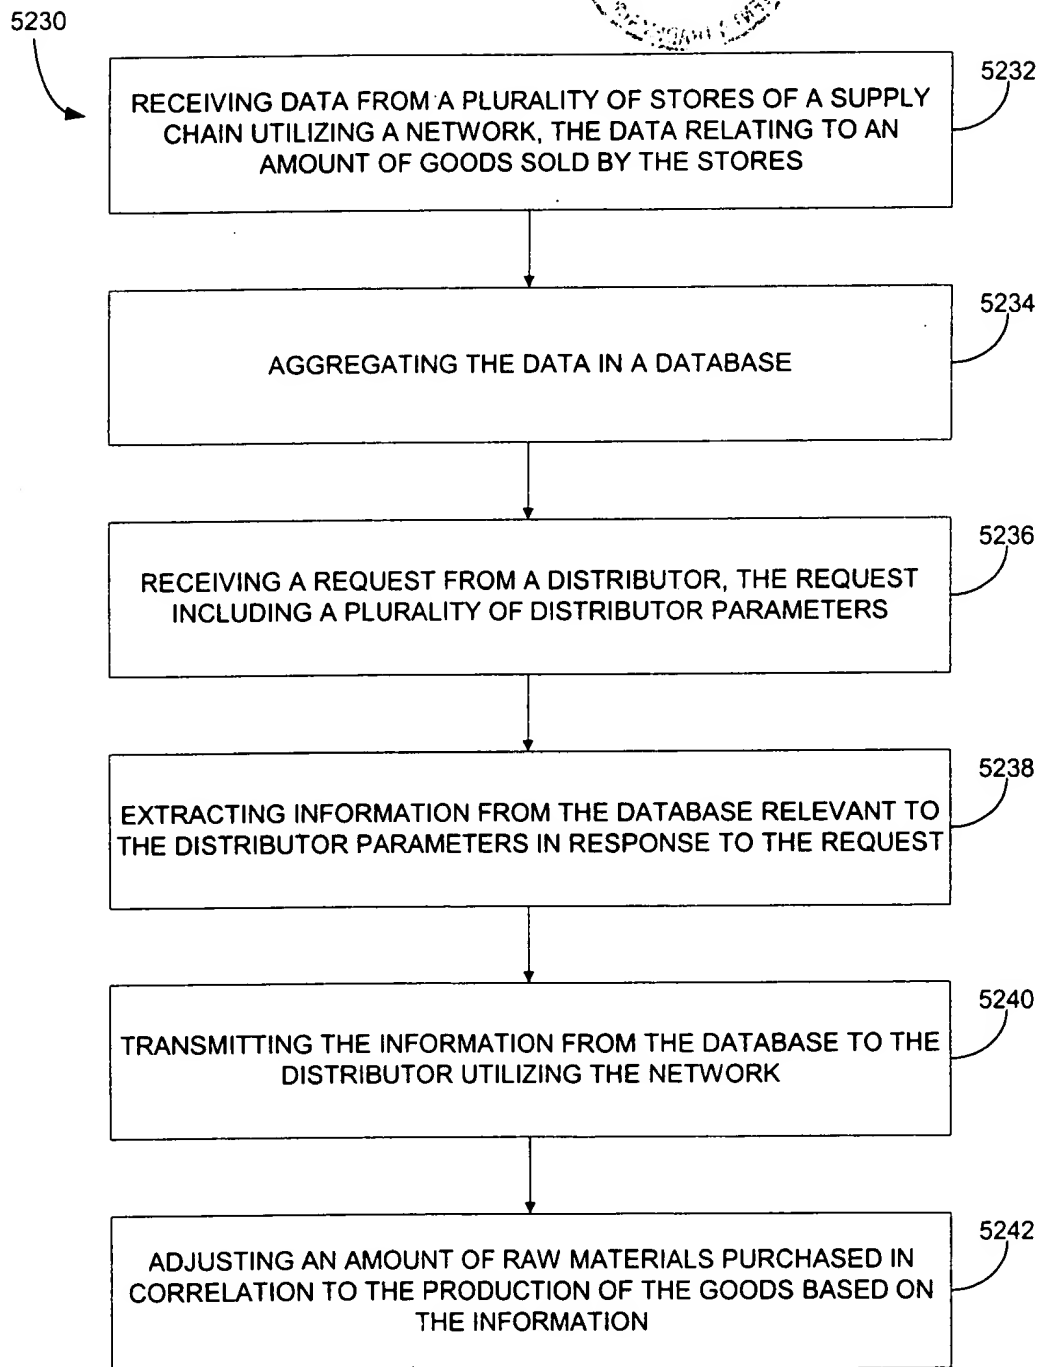 5230
5232
RECEIVING DATA FROM A PLURALITY OF STORES OF A SUPPLY
CHAIN UTILIZING A NETWORK, THE DATA RELATING TO AN
AMOUNT OF GOODS SOLD BY THE STORES
5234
AGGREGATING THE DATA IN A DATABASE
5236
RECEIVING A REQUEST FROM A DISTRIBUTOR, THE REQUEST
INCLUDING A PLURALITY OF DISTRIBUTOR PARAMETERS
5238
EXTRACTING INFORMATION FROM THE DATABASE RELEVANT TO
THE DISTRIBUTOR PARAMETERS IN RESPONSE TO THE REQUEST
5240
TRANSMITTING THE INFORMATION FROM THE DATABASE TO THE
DISTRIBUTOR UTILIZING THE NETWORK
5242
ADJUSTING AN AMOUNT OF RAW MATERIALS PURCHASED IN
CORRELATION TO THE PRODUCTION OF THE GOODS BASED ON
THE INFORMATION